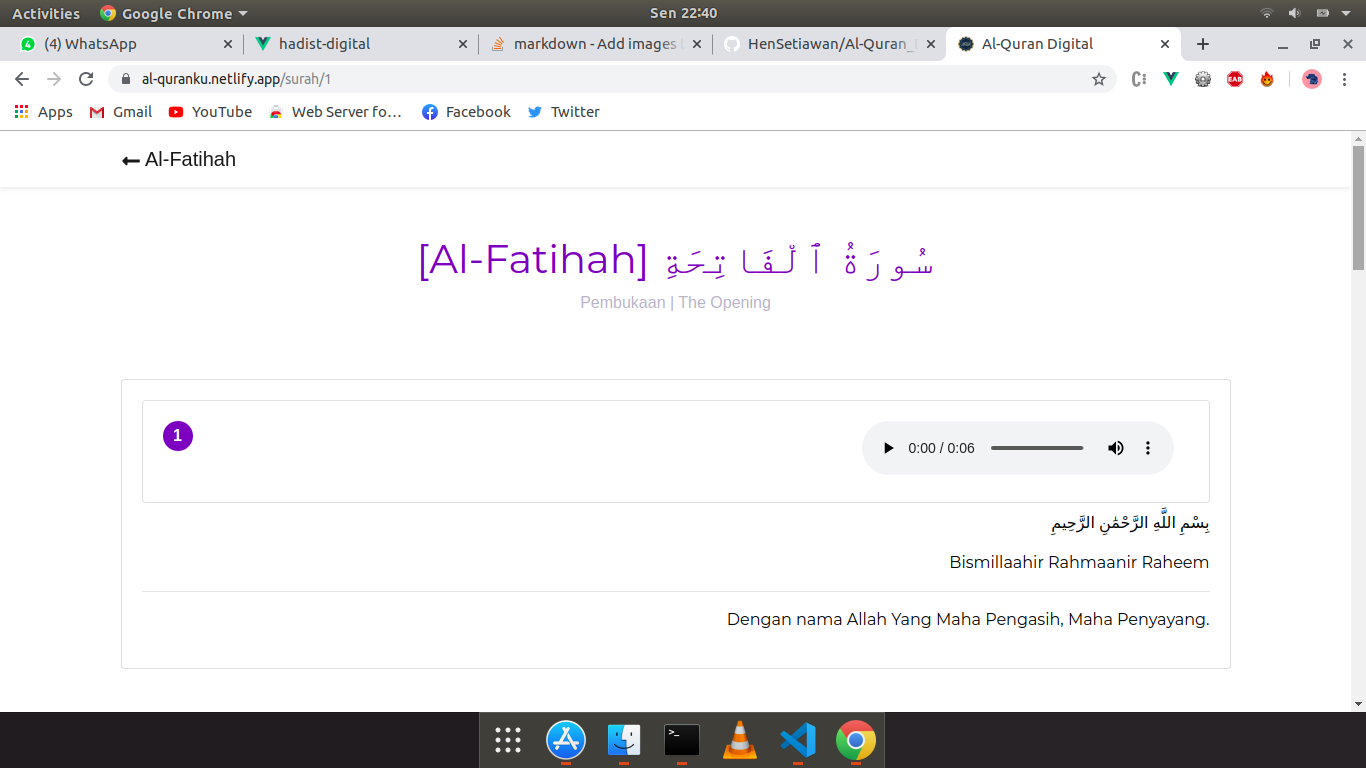 Activities Google Chrome Sen 22:40
(4) WhatsApp hadist-digital markdown - Add images HenSetiawan/Al-Quran_ Al-Quran Digital
al-quranku.netlify.app/surah/1
Apps Gmail YouTube Web Server fo… Facebook Twitter
Al-Fatihah
[Al-Fatihah] سُورَةُ ٱلْفَاتِحَةِ
Pembukaan | The Opening
1 0:00 / 0:06
بِسْمِ اللَّهِ الرَّحْمَٰنِ الرَّحِيمِ
Bismillaahir Rahmaanir Raheem
Dengan nama Allah Yang Maha Pengasih, Maha Penyayang.